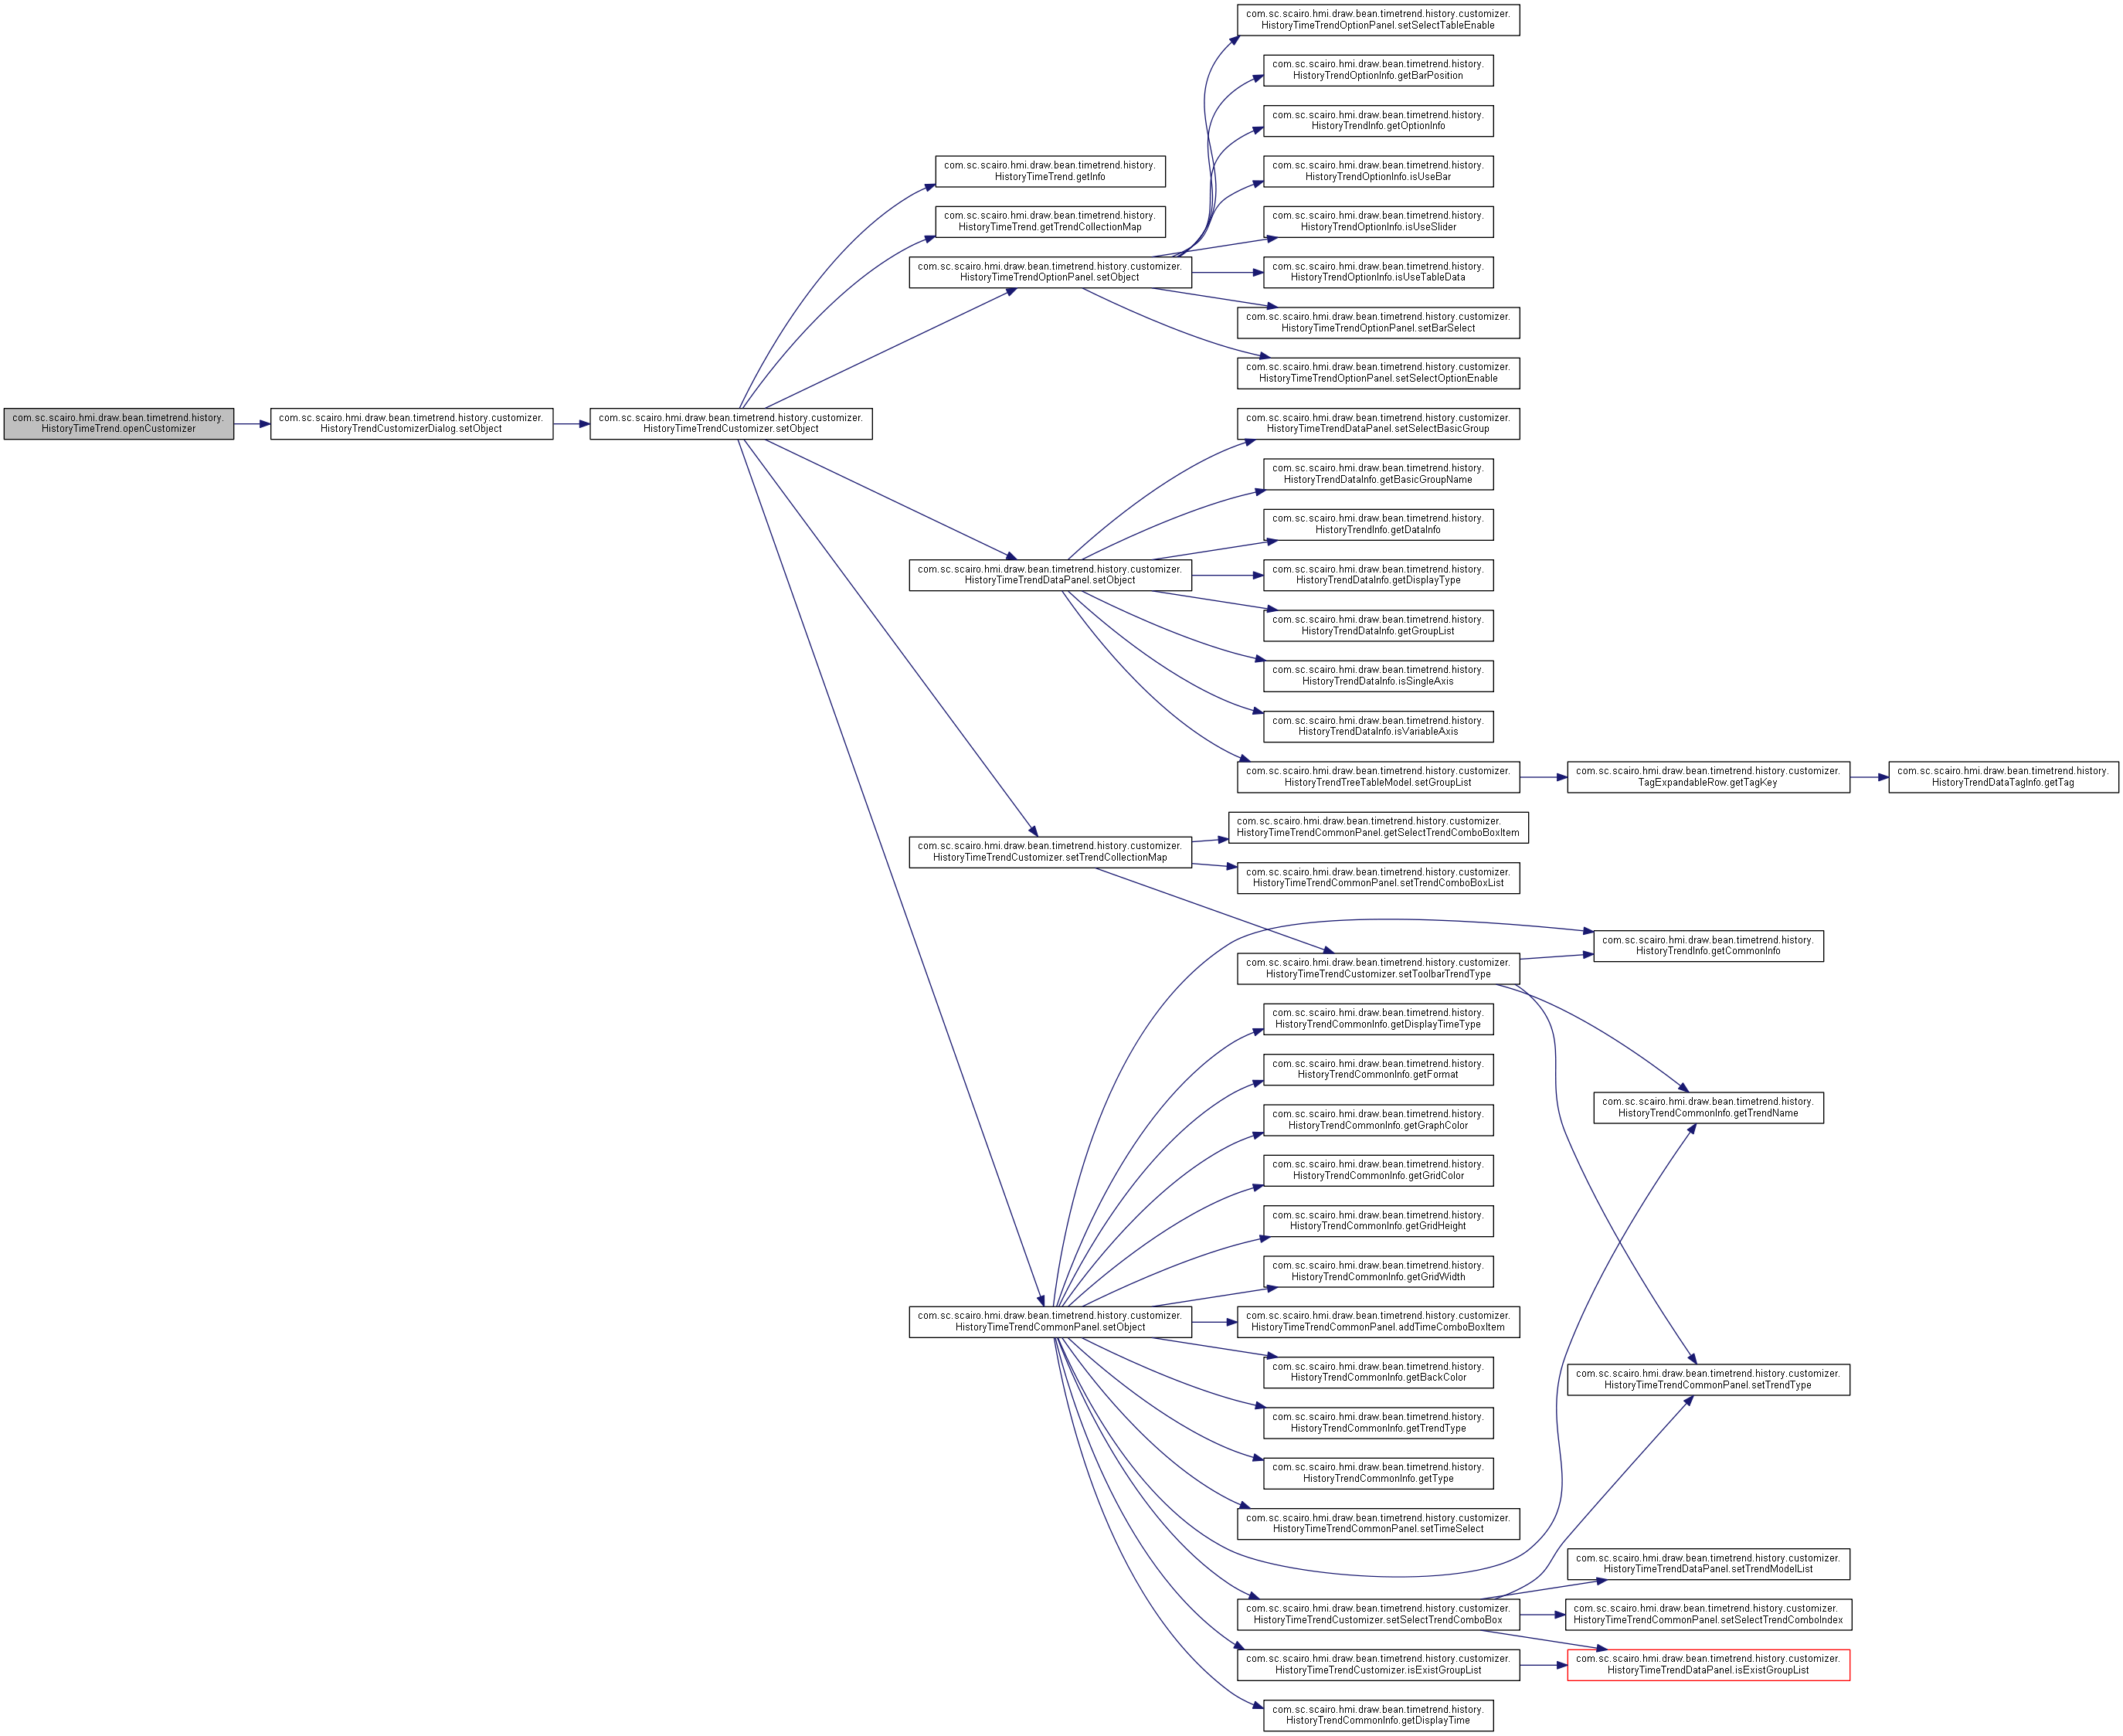 com.sc.scairo.hmi.draw.bean.timetrend.history.customizer.
HistoryTimeTrendOptionPanel.setSelectTableEnable
com.sc.scairo.hmi.draw.bean.timetrend.history.
HistoryTrendOptionInfo.getBarPosition
com.sc.scairo.hmi.draw.bean.timetrend.history.
HistoryTrendInfo.getOptionInfo
com.sc.scairo.hmi.draw.bean.timetrend.history.
HistoryTimeTrend.getInfo
com.sc.scairo.hmi.draw.bean.timetrend.history.
HistoryTrendOptionInfo.isUseBar
com.sc.scairo.hmi.draw.bean.timetrend.history.
HistoryTimeTrend.getTrendCollectionMap
com.sc.scairo.hmi.draw.bean.timetrend.history.
HistoryTrendOptionInfo.isUseSlider
com.sc.scairo.hmi.draw.bean.timetrend.history.customizer.
HistoryTimeTrendOptionPanel.setObject
com.sc.scairo.hmi.draw.bean.timetrend.history.
HistoryTrendOptionInfo.isUseTableData
com.sc.scairo.hmi.draw.bean.timetrend.history.customizer.
HistoryTimeTrendOptionPanel.setBarSelect
com.sc.scairo.hmi.draw.bean.timetrend.history.customizer.
HistoryTimeTrendOptionPanel.setSelectOptionEnable
com.sc.scairo.hmi.draw.bean.timetrend.history.
HistoryTimeTrend.openCustomizer
com.sc.scairo.hmi.draw.bean.timetrend.history.customizer.
HistoryTrendCustomizerDialog.setObject
com.sc.scairo.hmi.draw.bean.timetrend.history.customizer.
HistoryTimeTrendCustomizer.setObject
com.sc.scairo.hmi.draw.bean.timetrend.history.customizer.
HistoryTimeTrendDataPanel.setSelectBasicGroup
com.sc.scairo.hmi.draw.bean.timetrend.history.
HistoryTrendDataInfo.getBasicGroupName
com.sc.scairo.hmi.draw.bean.timetrend.history.
HistoryTrendInfo.getDataInfo
com.sc.scairo.hmi.draw.bean.timetrend.history.customizer.
HistoryTimeTrendDataPanel.setObject
com.sc.scairo.hmi.draw.bean.timetrend.history.
HistoryTrendDataInfo.getDisplayType
com.sc.scairo.hmi.draw.bean.timetrend.history.
HistoryTrendDataInfo.getGroupList
com.sc.scairo.hmi.draw.bean.timetrend.history.
HistoryTrendDataInfo.isSingleAxis
com.sc.scairo.hmi.draw.bean.timetrend.history.
HistoryTrendDataInfo.isVariableAxis
com.sc.scairo.hmi.draw.bean.timetrend.history.customizer.
HistoryTrendTreeTableModel.setGroupList
com.sc.scairo.hmi.draw.bean.timetrend.history.customizer.
TagExpandableRow.getTagKey
com.sc.scairo.hmi.draw.bean.timetrend.history.
HistoryTrendDataTagInfo.getTag
com.sc.scairo.hmi.draw.bean.timetrend.history.customizer.
HistoryTimeTrendCommonPanel.getSelectTrendComboBoxItem
com.sc.scairo.hmi.draw.bean.timetrend.history.customizer.
HistoryTimeTrendCustomizer.setTrendCollectionMap
com.sc.scairo.hmi.draw.bean.timetrend.history.customizer.
HistoryTimeTrendCommonPanel.setTrendComboBoxList
com.sc.scairo.hmi.draw.bean.timetrend.history.
HistoryTrendInfo.getCommonInfo
com.sc.scairo.hmi.draw.bean.timetrend.history.customizer.
HistoryTimeTrendCustomizer.setToolbarTrendType
com.sc.scairo.hmi.draw.bean.timetrend.history.
HistoryTrendCommonInfo.getDisplayTimeType
com.sc.scairo.hmi.draw.bean.timetrend.history.
HistoryTrendCommonInfo.getFormat
com.sc.scairo.hmi.draw.bean.timetrend.history.
HistoryTrendCommonInfo.getTrendName
com.sc.scairo.hmi.draw.bean.timetrend.history.
HistoryTrendCommonInfo.getGraphColor
com.sc.scairo.hmi.draw.bean.timetrend.history.
HistoryTrendCommonInfo.getGridColor
com.sc.scairo.hmi.draw.bean.timetrend.history.
HistoryTrendCommonInfo.getGridHeight
com.sc.scairo.hmi.draw.bean.timetrend.history.
HistoryTrendCommonInfo.getGridWidth
com.sc.scairo.hmi.draw.bean.timetrend.history.customizer.
HistoryTimeTrendCommonPanel.setObject
com.sc.scairo.hmi.draw.bean.timetrend.history.customizer.
HistoryTimeTrendCommonPanel.addTimeComboBoxItem
com.sc.scairo.hmi.draw.bean.timetrend.history.
HistoryTrendCommonInfo.getBackColor
com.sc.scairo.hmi.draw.bean.timetrend.history.customizer.
HistoryTimeTrendCommonPanel.setTrendType
com.sc.scairo.hmi.draw.bean.timetrend.history.
HistoryTrendCommonInfo.getTrendType
com.sc.scairo.hmi.draw.bean.timetrend.history.
HistoryTrendCommonInfo.getType
com.sc.scairo.hmi.draw.bean.timetrend.history.customizer.
HistoryTimeTrendCommonPanel.setTimeSelect
com.sc.scairo.hmi.draw.bean.timetrend.history.customizer.
HistoryTimeTrendDataPanel.setTrendModelList
com.sc.scairo.hmi.draw.bean.timetrend.history.customizer.
HistoryTimeTrendCustomizer.setSelectTrendComboBox
com.sc.scairo.hmi.draw.bean.timetrend.history.customizer.
HistoryTimeTrendCommonPanel.setSelectTrendComboIndex
com.sc.scairo.hmi.draw.bean.timetrend.history.customizer.
HistoryTimeTrendCustomizer.isExistGroupList
com.sc.scairo.hmi.draw.bean.timetrend.history.customizer.
HistoryTimeTrendDataPanel.isExistGroupList
com.sc.scairo.hmi.draw.bean.timetrend.history.
HistoryTrendCommonInfo.getDisplayTime